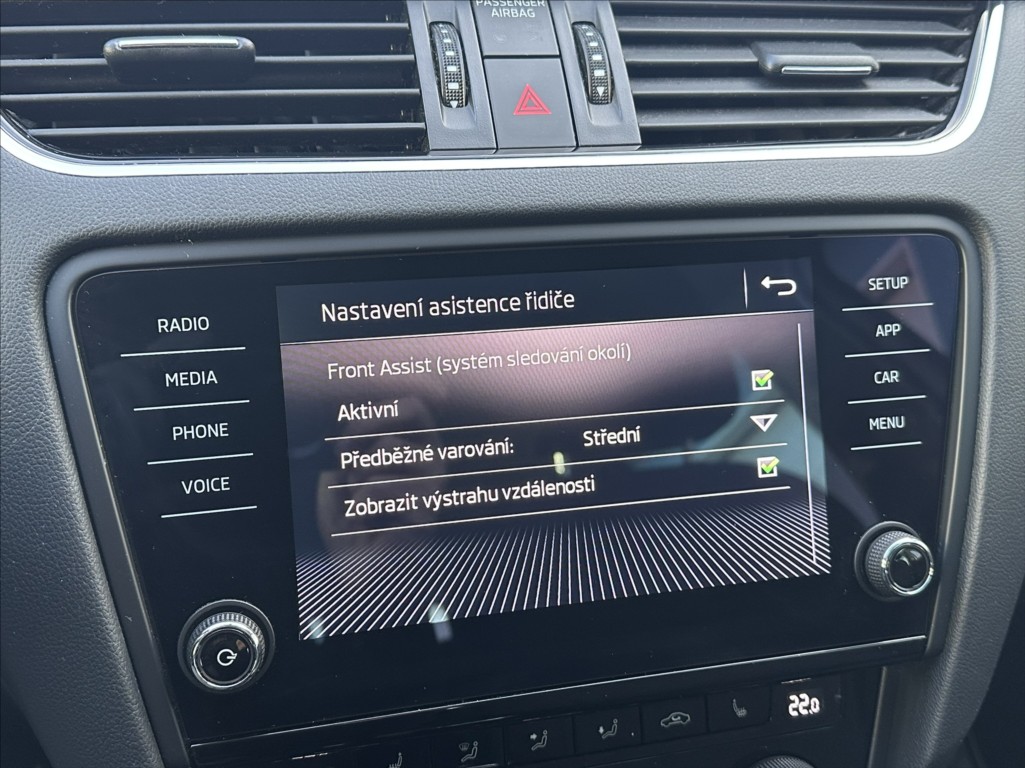 PASSENGER
AIRBAG
Nastavení asistence řidiče
Front Assist (systém sledování okolí)
Aktivní
Předběžné varování: Střední
Zobrazit výstrahu vzdálenosti
RADIO
MEDIA
PHONE
VOICE
SETUP
APP
CAR
MENU
22.0